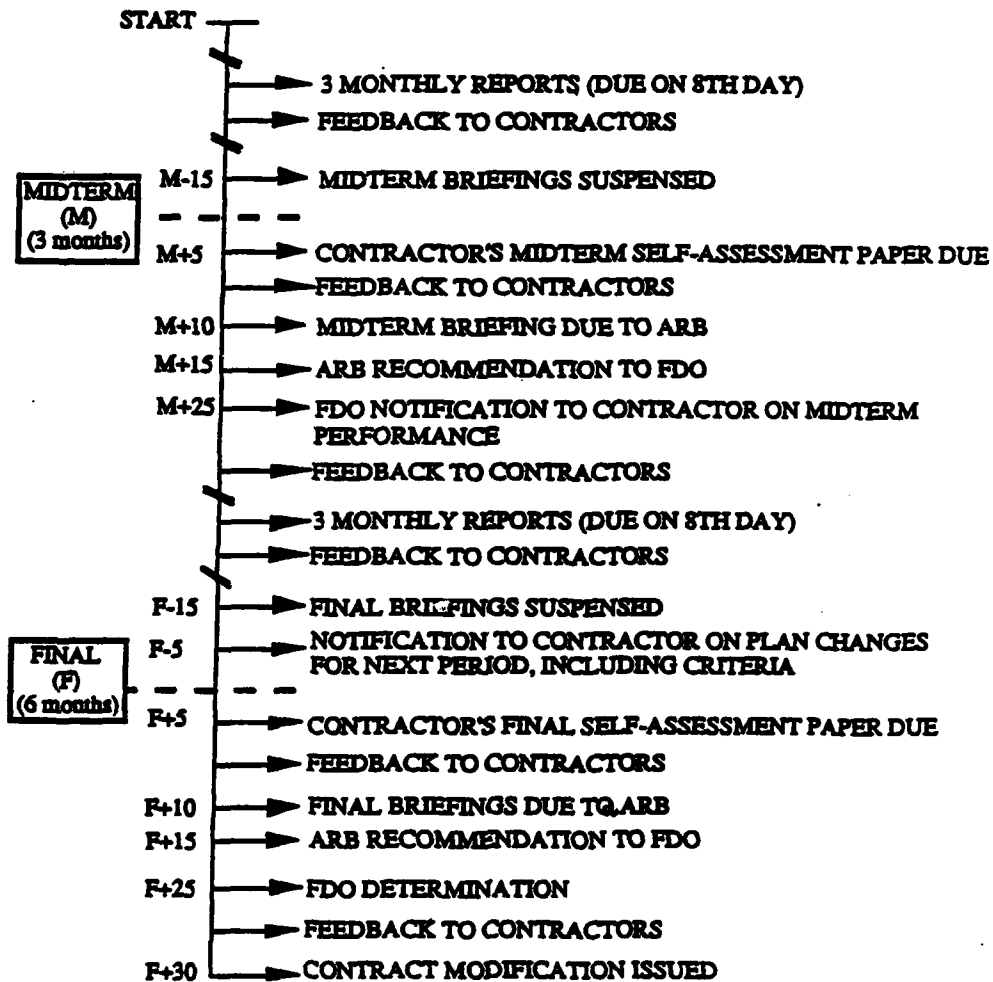 START
3 MONTHLY REPORTS (DUE ON 8TH DAY)
FEEDBACK TO CONTRACTORS
M-15 MIDTERM BRIEFINGS SUSPENSED
MIDTERM
(M)
(3 months)
M+5 CONTRACTOR'S MIDTERM SELF-ASSESSMENT PAPER DUE
FEEDBACK TO CONTRACTORS
M+10 MIDTERM BRIEFING DUE TO ARB
M+15 ARB RECOMMENDATION TO FDO
M+25 FDO NOTIFICATION TO CONTRACTOR ON MIDTERM
PERFORMANCE
FEEDBACK TO CONTRACTORS
3 MONTHLY REPORTS (DUE ON 8TH DAY)
FEEDBACK TO CONTRACTORS
F-15 FINAL BRIEFINGS SUSPENSED
F-5 NOTIFICATION TO CONTRACTOR ON PLAN CHANGES
FOR NEXT PERIOD, INCLUDING CRITERIA
FINAL
(F)
(6 months)
F+5 CONTRACTOR'S FINAL SELF-ASSESSMENT PAPER DUE
FEEDBACK TO CONTRACTORS
F+10 FINAL BRIEFINGS DUE TO ARB
F+15 ARB RECOMMENDATION TO FDO
F+25 FDO DETERMINATION
FEEDBACK TO CONTRACTORS
F+30 CONTRACT MODIFICATION ISSUED